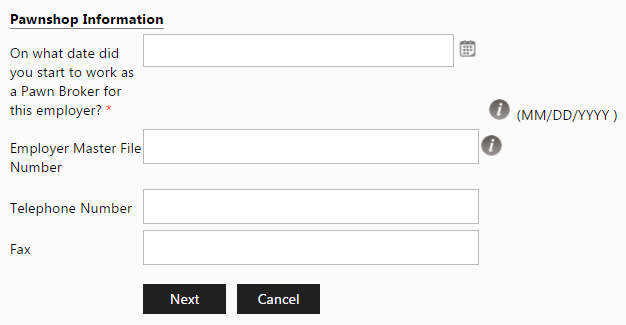 Pawnshop Information
On what date did
you start to work as
a Pawn Broker for
this employer? *
(MM/DD/YYYY )
Employer Master File
Number
Telephone Number
Fax
Next Cancel